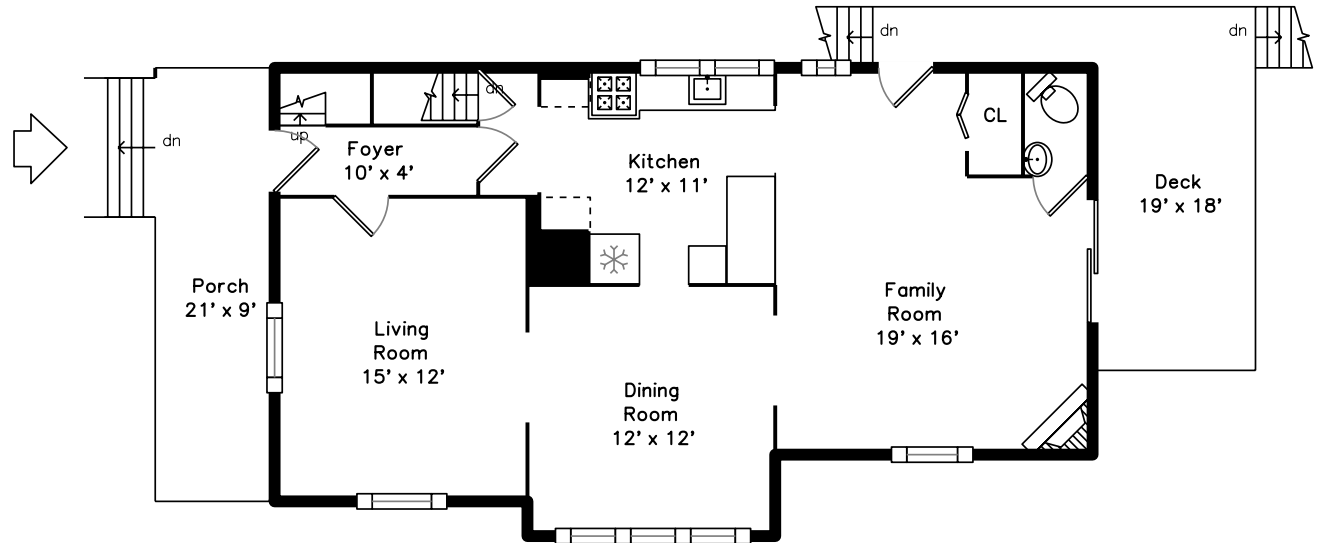 dn
dn
dn
dn
up
Foyer
10' x 4'
CL
Kitchen
12' x 11'
Deck
19' x 18'
Porch
21' x 9'
Family
Room
19' x 16'
Living
Room
15' x 12'
Dining
Room
12' x 12'